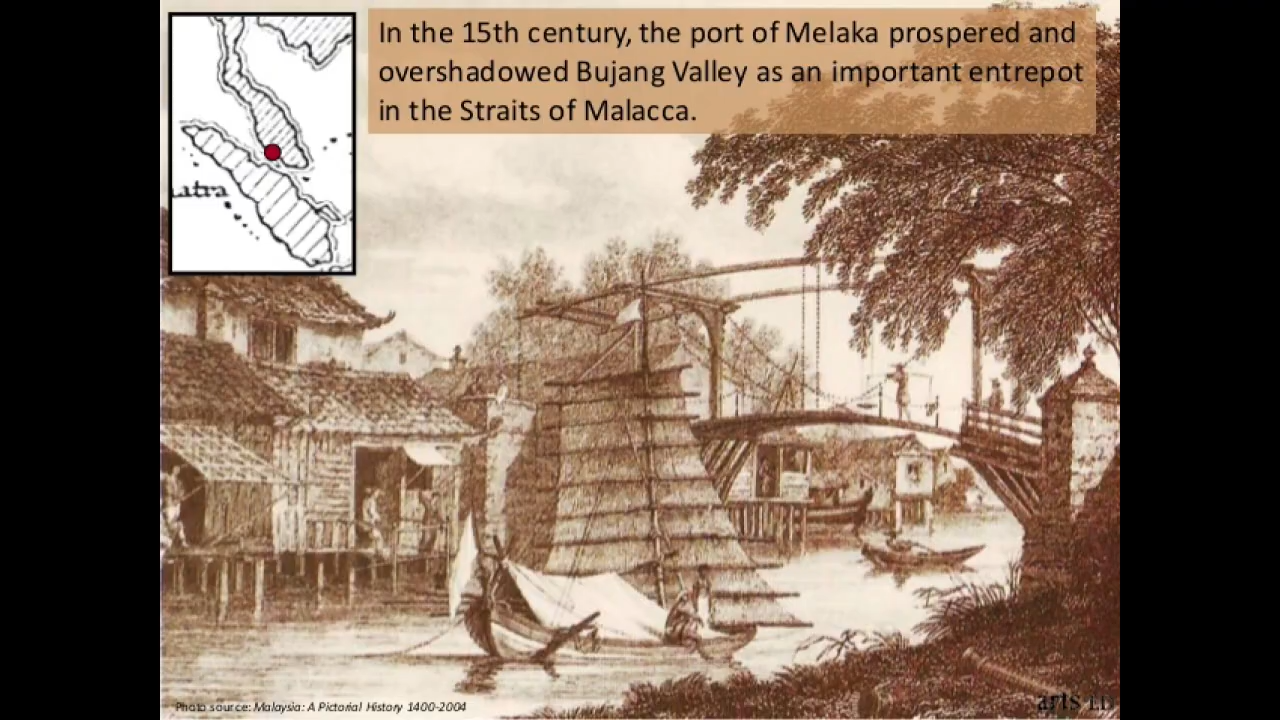 In the 15th century, the port of Melaka prospered and
overshadowed Bujang Valley as an important entrepot
in the Straits of Malacca.
atra
Photo source: Malaysia: A Pictorial History 1400-2004
arts